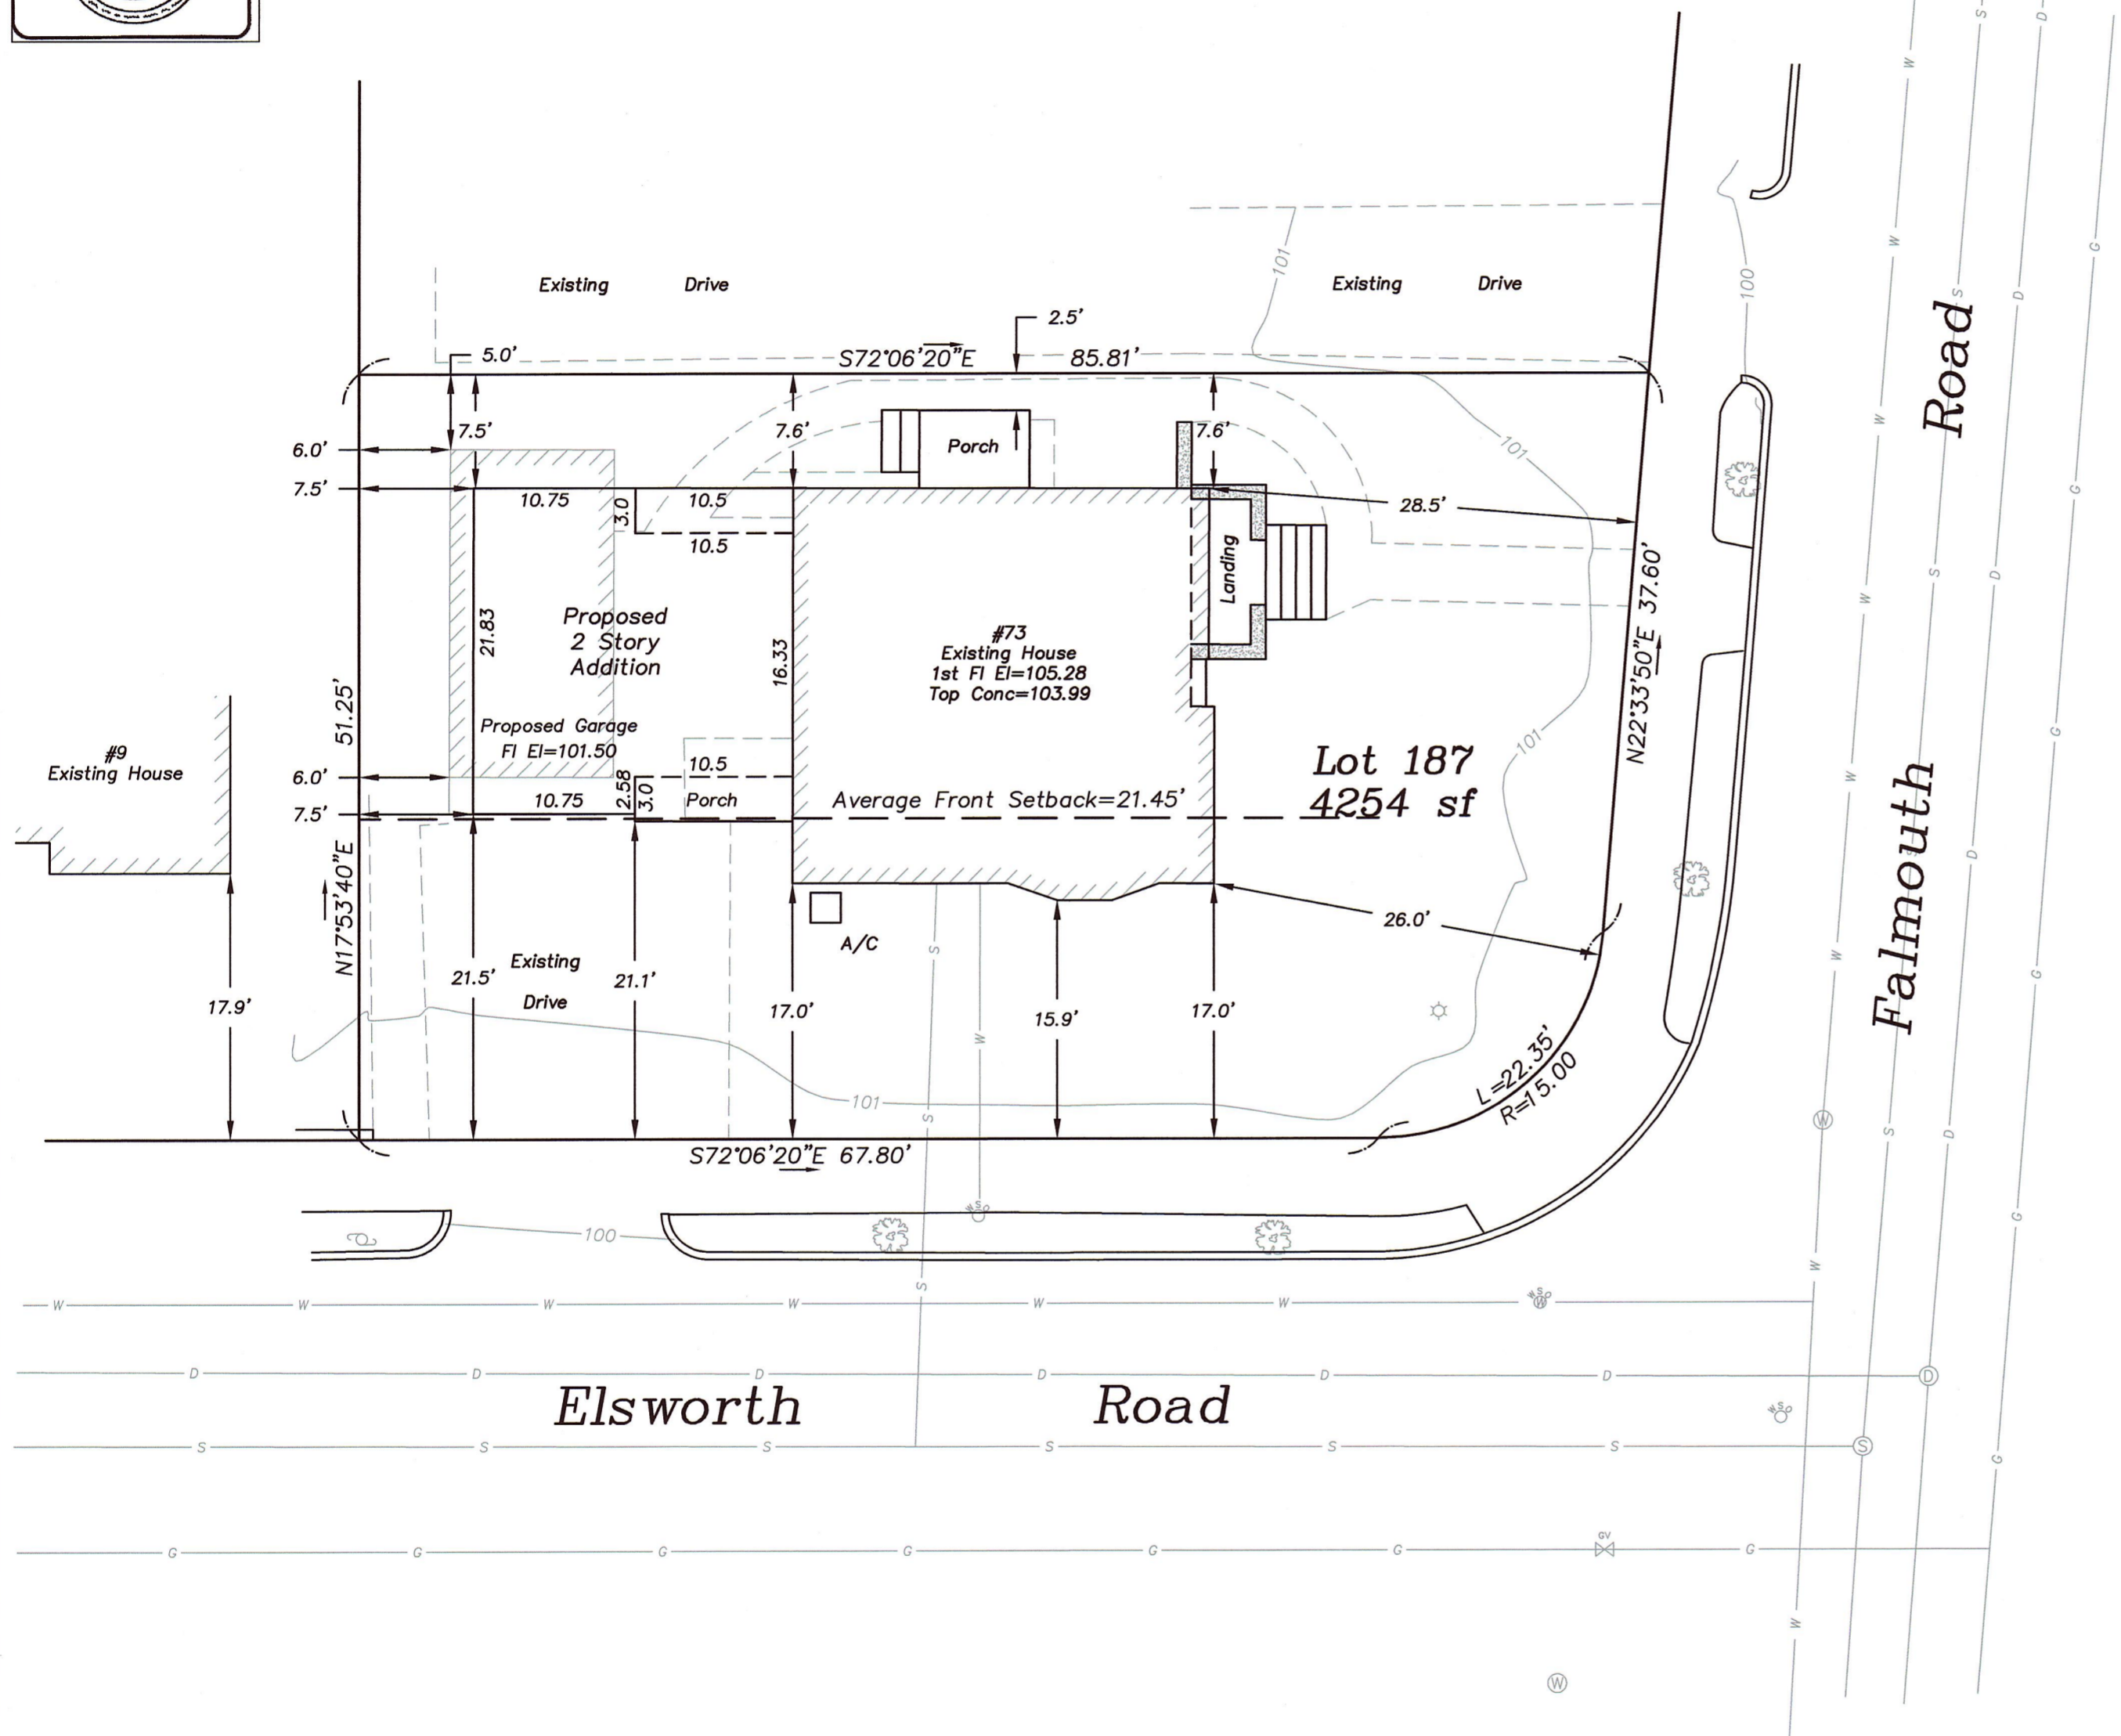 Existing Drive
Existing Drive
101
100
2.5'
5.0'
S72°06'20"E 85.81'
7.5'
7.6'
7.6'
Porch
6.0'
7.5'
101
10.75
3.0
10.5
10.5
28.5'
Landing
Proposed
2 Story
Addition
21.83
16.33
#73
Existing House
1st Fl El=105.28
Top Conc=103.99
N22°33'50"E 37.60'
51.25'
Proposed Garage
Fl El=101.50
#9
Existing House
6.0'
7.5'
10.5
10.75
2.58
3.0
Porch
Average Front Setback=21.45'
Lot 187
4254 sf
101
N17°53'40"E
A/C
26.0'
Existing
Drive
17.9'
21.5'
21.1'
17.0'
15.9'
17.0'
101
L=22.35'
R=15.00
S72°06'20"E 67.80'
100
Falmouth Road
W W W W W W W W W W W
S S S S S
D D D D D D
G G G G G G G
W
S
S
W
S
WSO
W W W W W W
WSO
W
D D D D D D
D
WSO
Elsworth Road
S S S S S S
S
GV
G G G G G G G
W
W